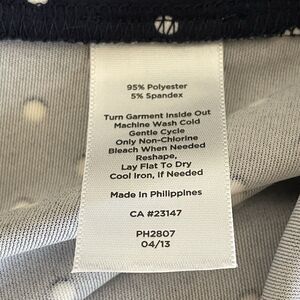 95% Polyester
5% Spandex
Turn Garment Inside Out
Machine Wash Cold
Gentle Cycle
Only Non-Chlorine
Bleach When Needed
Reshape,
Lay Flat To Dry
Cool Iron, If Needed
Made in Philippines
CA #23147
PH2807
04/13